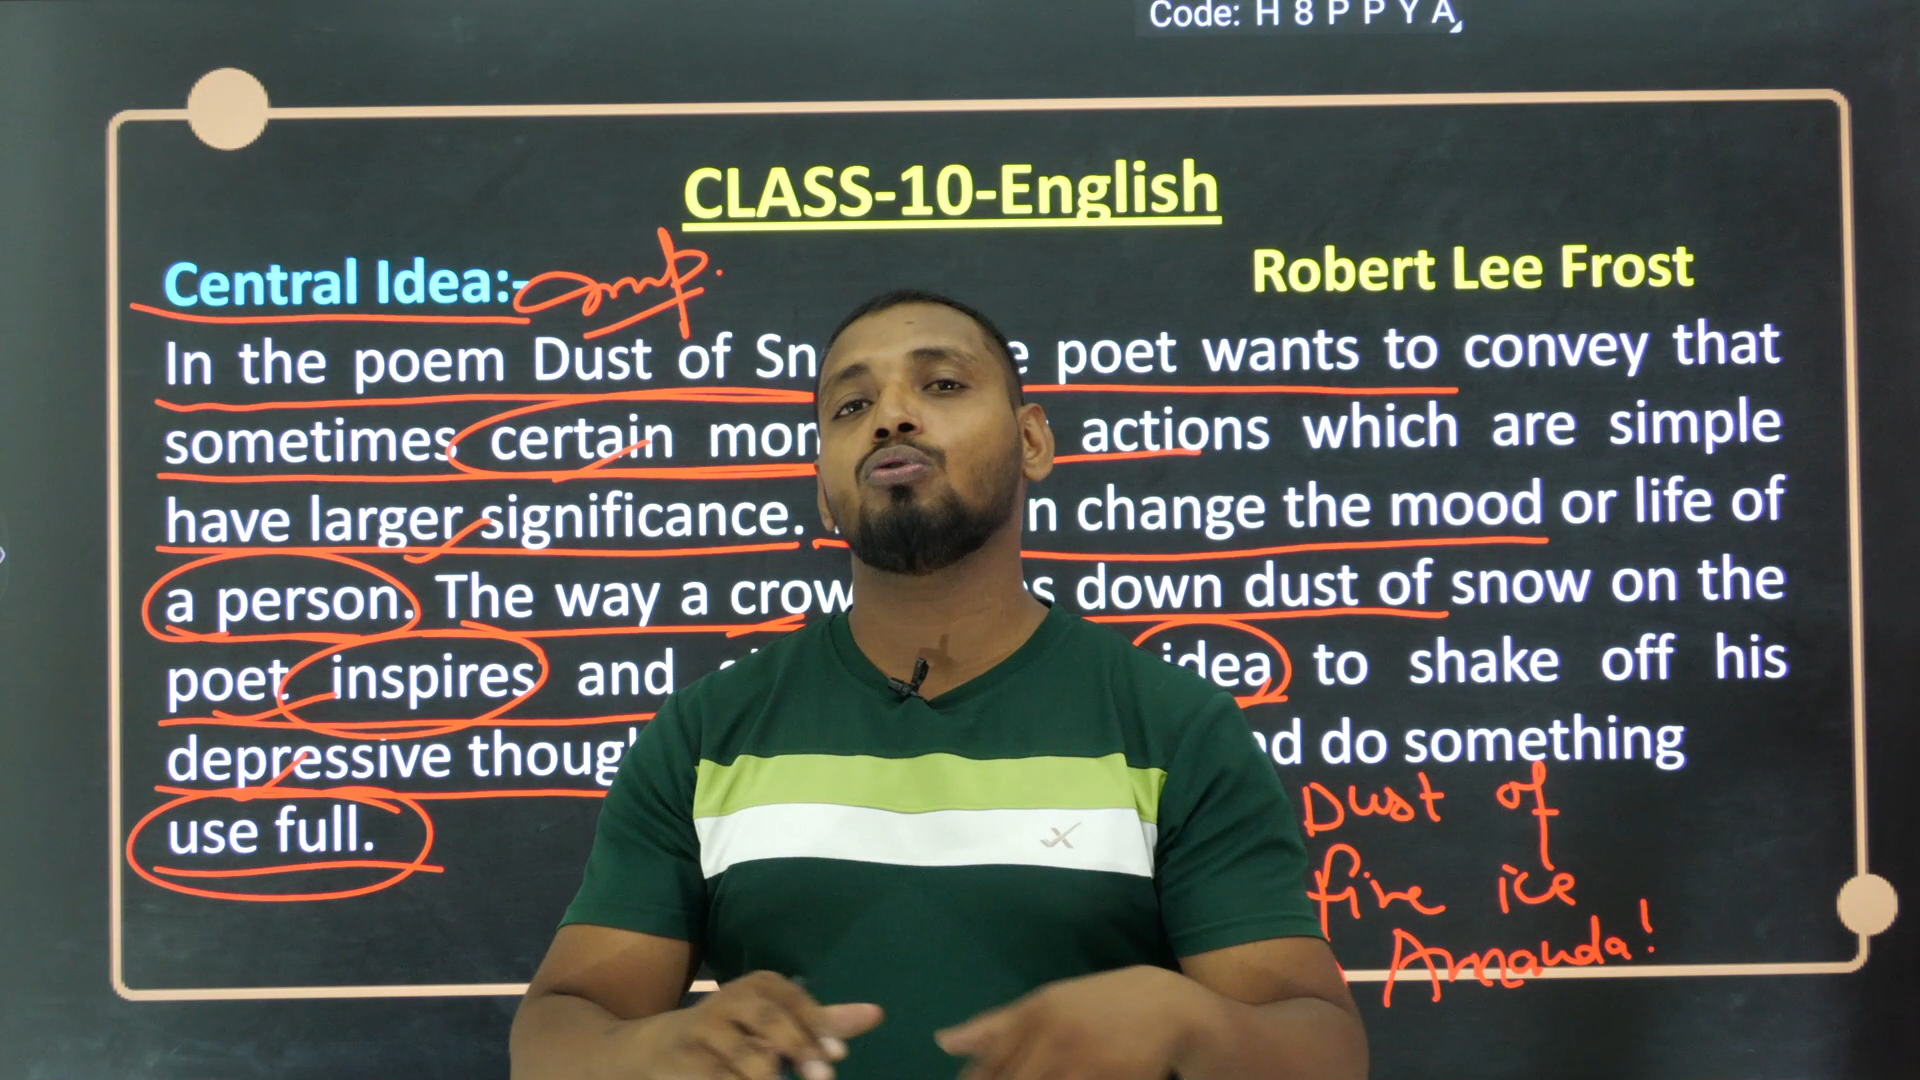 Code: H 8 P P Y A
CLASS-10-English
Central Idea:- imp.
Robert Lee Frost
In the poem Dust of Sn e poet wants to convey that
sometimes certain mom actions which are simple
have larger significance. n change the mood or life of
a person. The way a crow s down dust of snow on the
poet inspires and idea to shake off his
depressive though nd do something
use full.
Dust of
fire ice
Amanda!